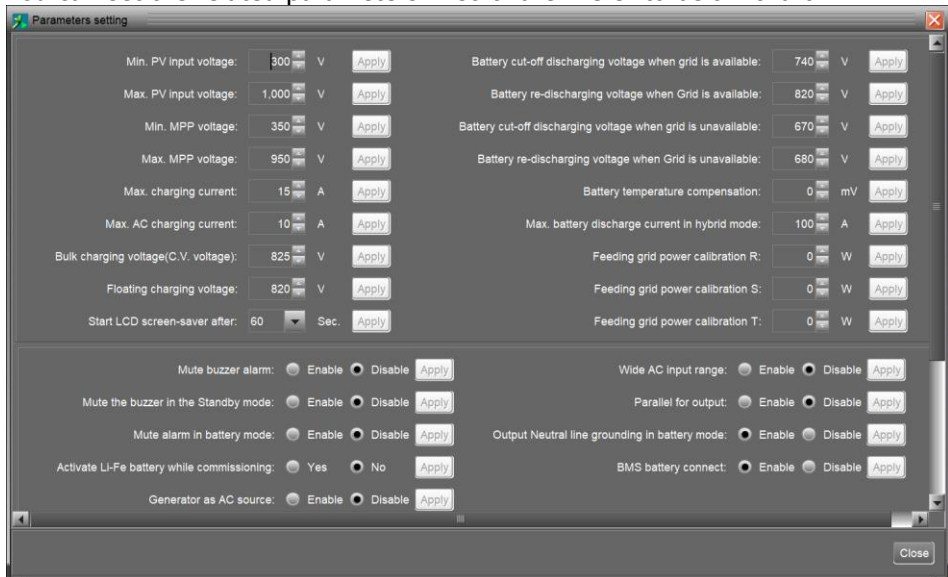 Parameters setting
Min. PV input voltage: 300 V Apply Battery cut-off discharging voltage when grid is available: 740 V Apply
Max. PV input voltage: 1,000 V Apply Battery re-discharging voltage when Grid is available: 820 V Apply
Min. MPP voltage: 350 V Apply Battery cut-off discharging voltage when grid is unavailable: 670 V Apply
Max. MPP voltage: 950 V Apply Battery re-discharging voltage when Grid is unavailable: 680 V Apply
Max. charging current: 15 A Apply Battery temperature compensation: 0 mV Apply
Max. AC charging current: 10 A Apply Max. battery discharge current in hybrid mode: 100 A Apply
Bulk charging voltage(C.V. voltage): 825 V Apply Feeding grid power calibration R: 0 W Apply
Floating charging voltage: 820 V Apply Feeding grid power calibration S: 0 W Apply
Start LCD screen-saver after: 60 Sec. Apply Feeding grid power calibration T: 0 W Apply
Mute buzzer alarm: Enable Disable Apply Wide AC input range: Enable Disable Apply
Mute the buzzer in the Standby mode: Enable Disable Apply Parallel for output: Enable Disable Apply
Mute alarm in battery mode: Enable Disable Apply Output Neutral line grounding in battery mode: Enable Disable Apply
Activate Li-Fe battery while commissioning: Yes No Apply BMS battery connect: Enable Disable Apply
Generator as AC source: Enable Disable Apply
Close